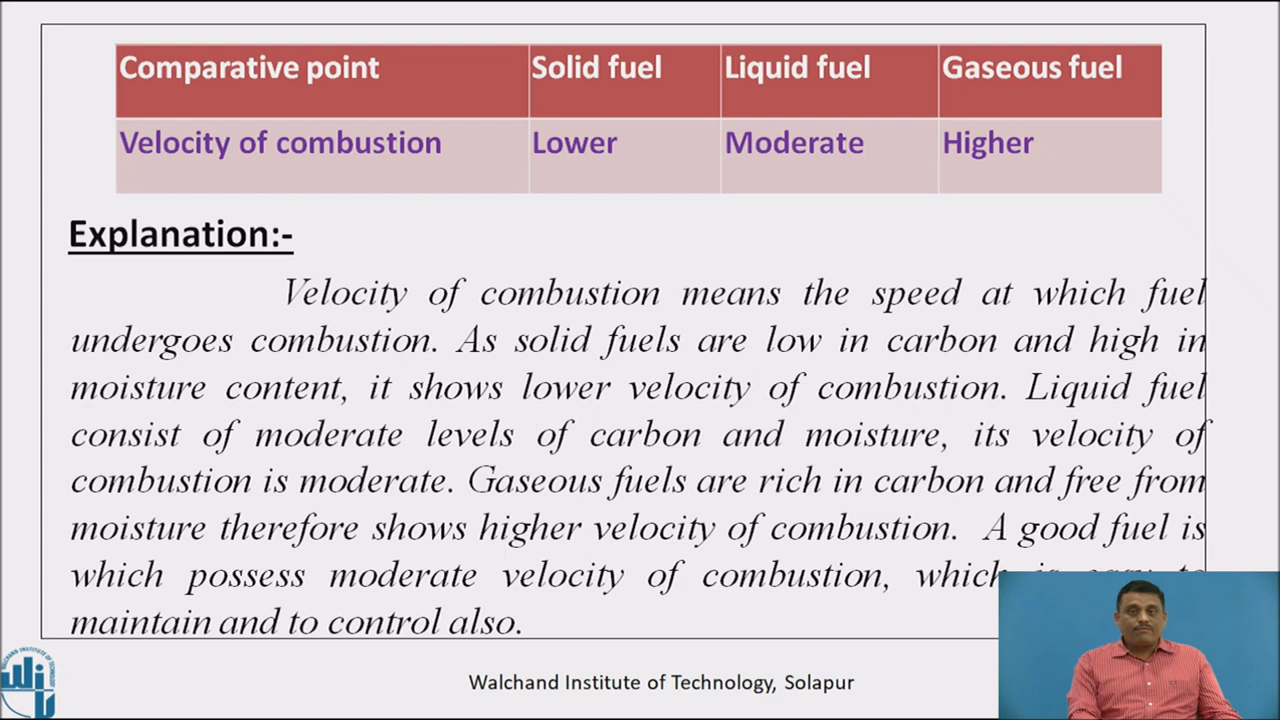 Comparative point Solid fuel Liquid fuel Gaseous fuel
Velocity of combustion Lower Moderate Higher
Explanation:-
Velocity of combustion means the speed at which fuel
undergoes combustion. As solid fuels are low in carbon and high in
moisture content, it shows lower velocity of combustion. Liquid fuel
consist of moderate levels of carbon and moisture, its velocity of
combustion is moderate. Gaseous fuels are rich in carbon and free from
moisture therefore shows higher velocity of combustion. A good fuel is
which possess moderate velocity of combustion, which is easy to
maintain and to control also.
Walchand Institute of Technology, Solapur